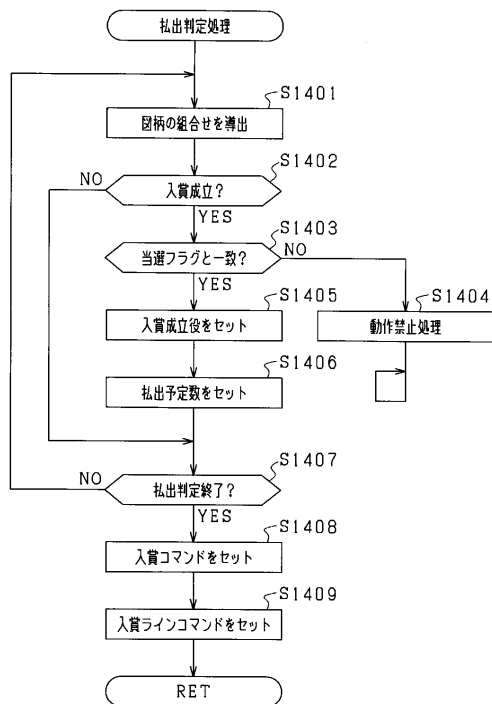 払出判定処理
S1401
図柄の組合せを導出
S1402
NO
入賞成立?
YES
S1403
当選フラグと一致?
NO
YES
S1404
動作禁止処理
S1405
入賞成立役をセット
S1406
払出予定数をセット
S1407
NO
払出判定終了?
YES
S1408
入賞コマンドをセット
S1409
入賞ラインコマンドをセット
RET